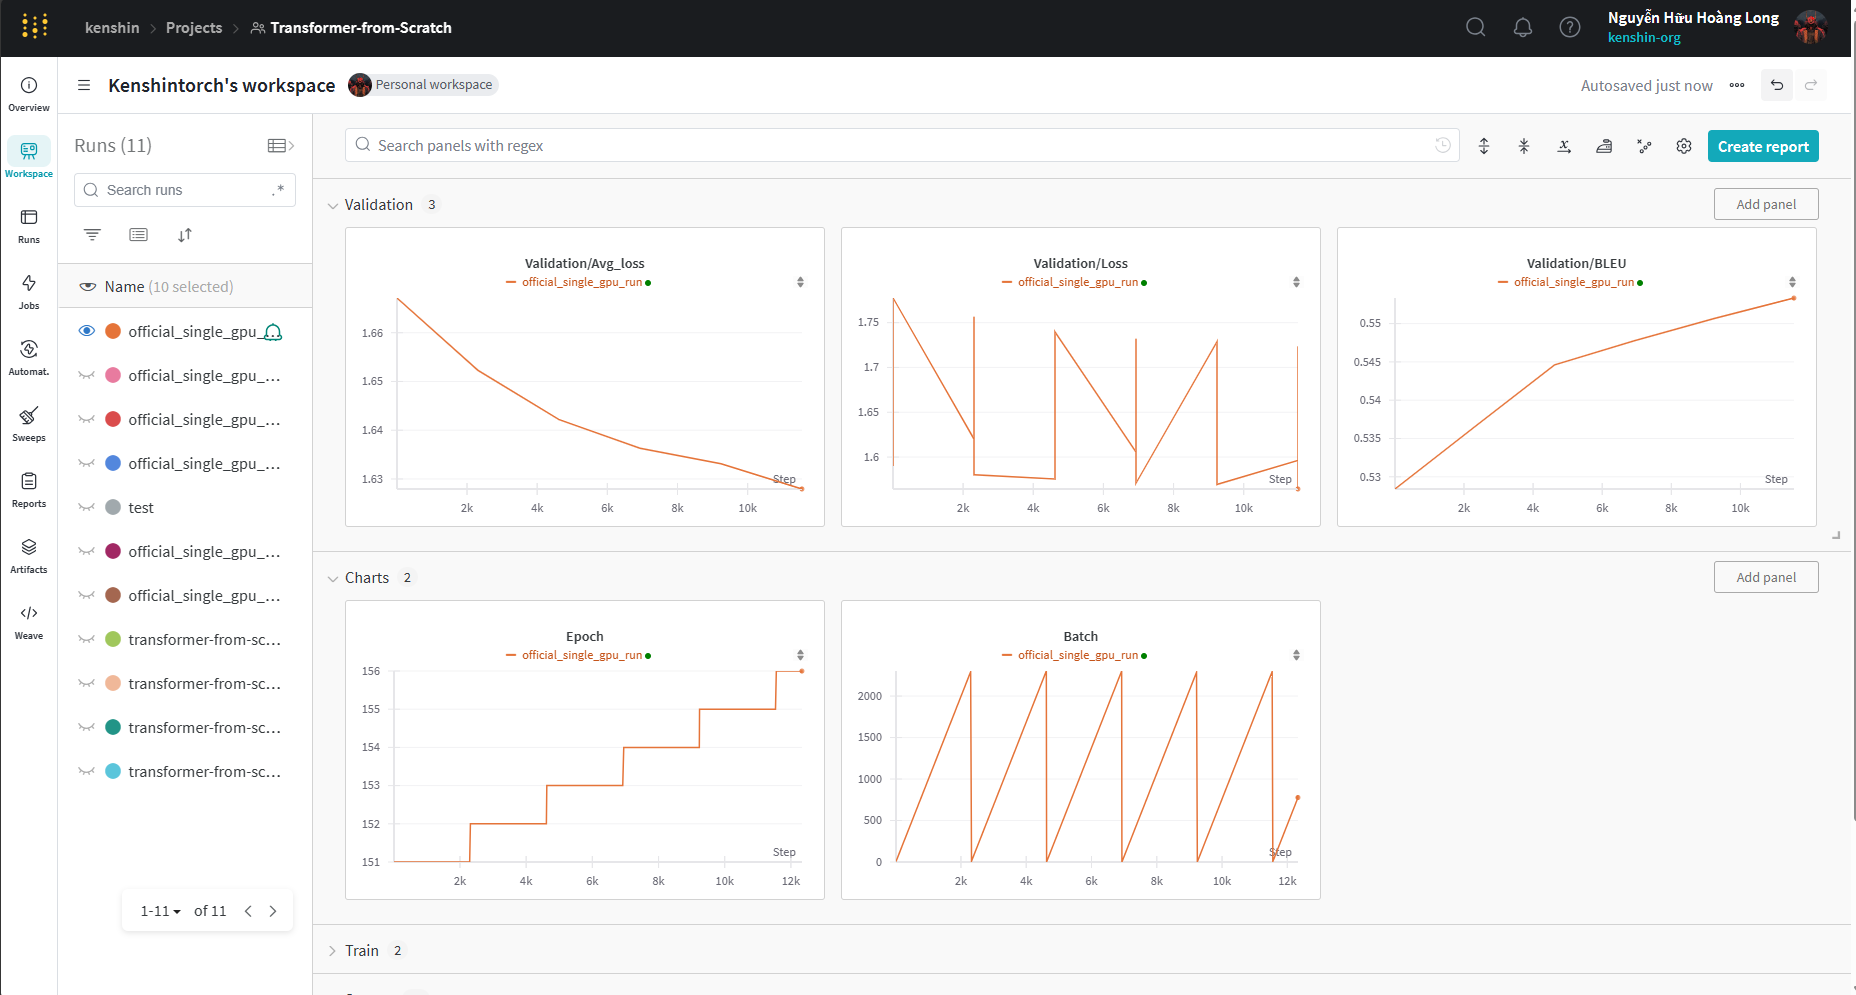 kenshin > Projects > Transformer-from-Scratch
Nguyễn Hữu Hoàng Long
kenshin-org
Kenshintorch's workspace
Personal workspace
Autosaved just now
Overview
Workspace
Runs
Jobs
Automat.
Sweeps
Reports
Artifacts
Weave
Runs (11)
Search runs
.*
Name (10 selected)
official_single_gpu_
official_single_gpu_...
official_single_gpu_...
official_single_gpu_...
test
official_single_gpu_...
official_single_gpu_...
transformer-from-sc...
transformer-from-sc...
transformer-from-sc...
transformer-from-sc...
1-11 of 11
Search panels with regex
Create report
Validation 3
Add panel
Validation/Avg_loss
official_single_gpu_run
1.66
1.65
1.64
1.63
Step
2k 4k 6k 8k 10k
Validation/Loss
official_single_gpu_run
1.75
1.7
1.65
1.6
Step
2k 4k 6k 8k 10k
Validation/BLEU
official_single_gpu_run
0.55
0.545
0.54
0.535
0.53
Step
2k 4k 6k 8k 10k
Charts 2
Add panel
Epoch
official_single_gpu_run
156
155
154
153
152
151
Step
2k 4k 6k 8k 10k 12k
Batch
official_single_gpu_run
2000
1500
1000
500
0
Step
2k 4k 6k 8k 10k 12k
Train 2